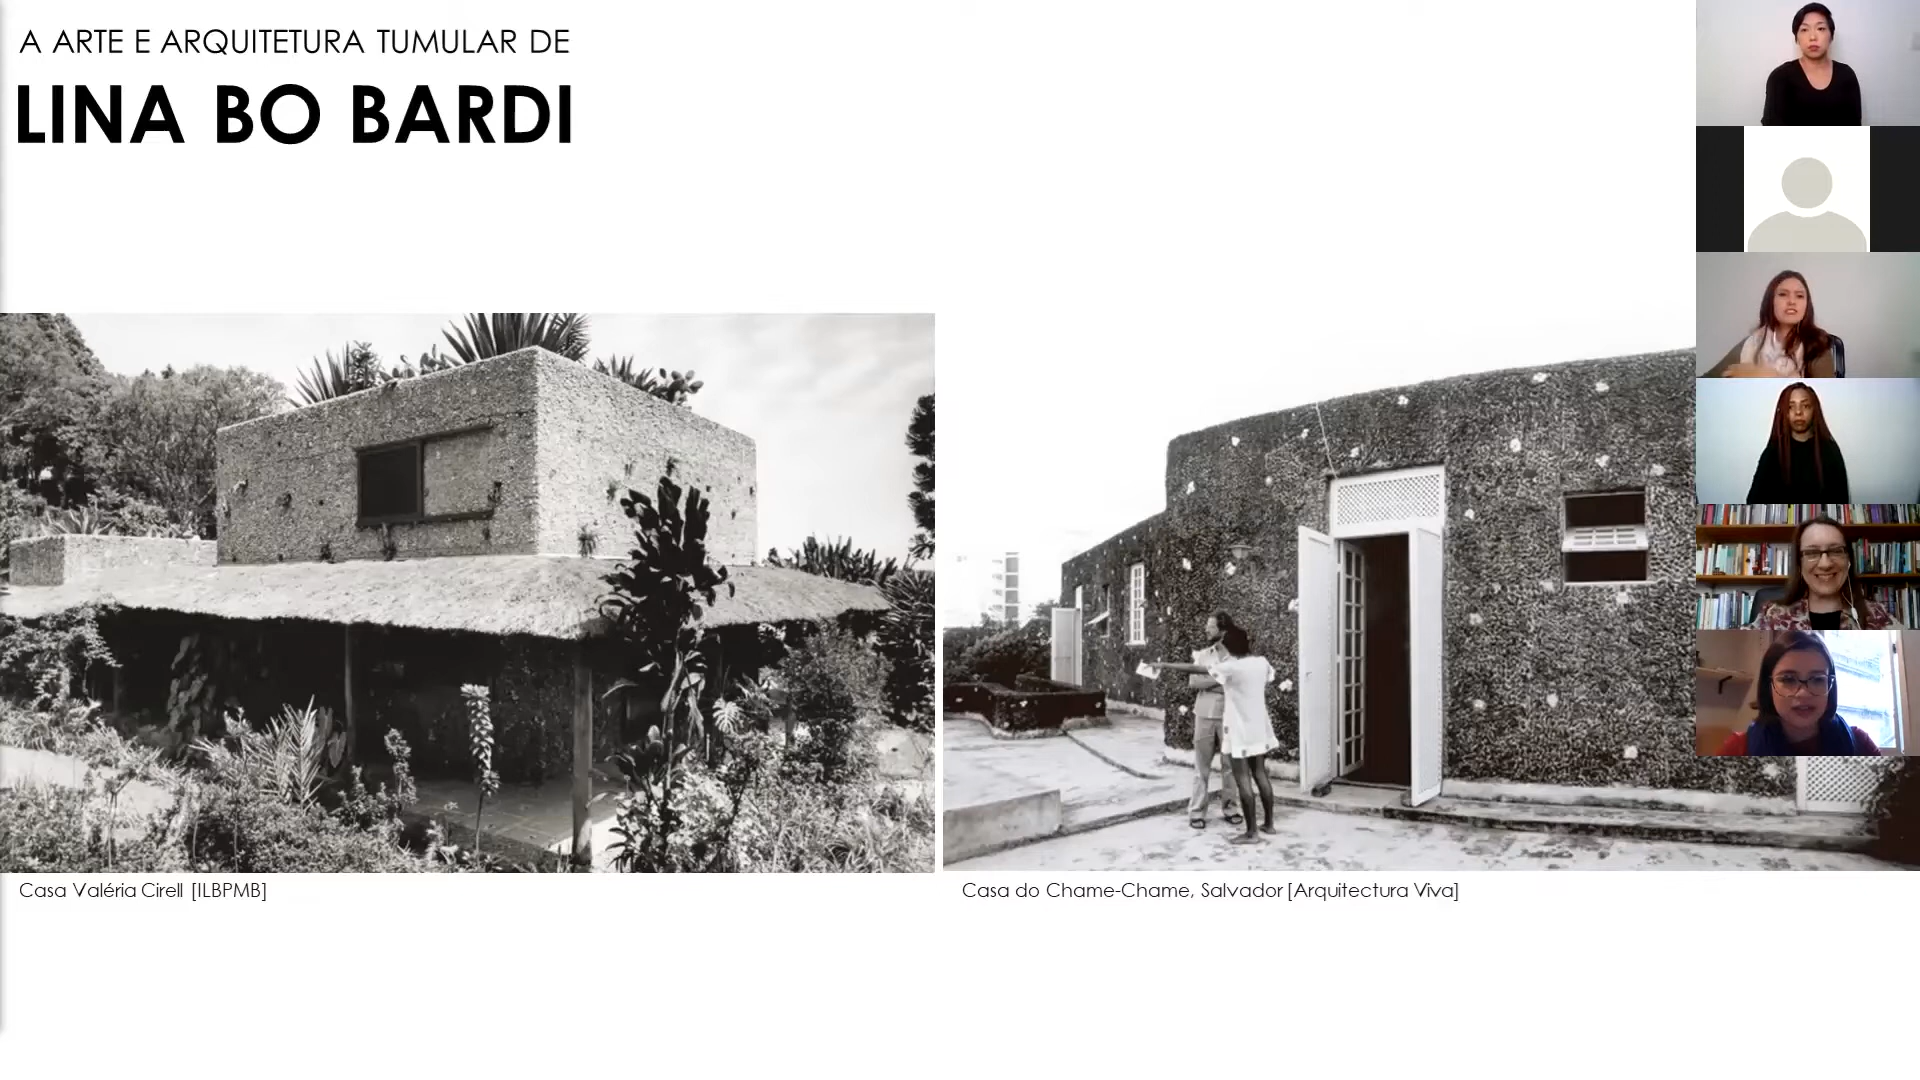 A ARTE E ARQUITETURA TUMULAR DE
LINA BO BARDI
Casa Valéria Cirell [ILBPMB]
Casa do Chame-Chame, Salvador [Arquitectura Viva]